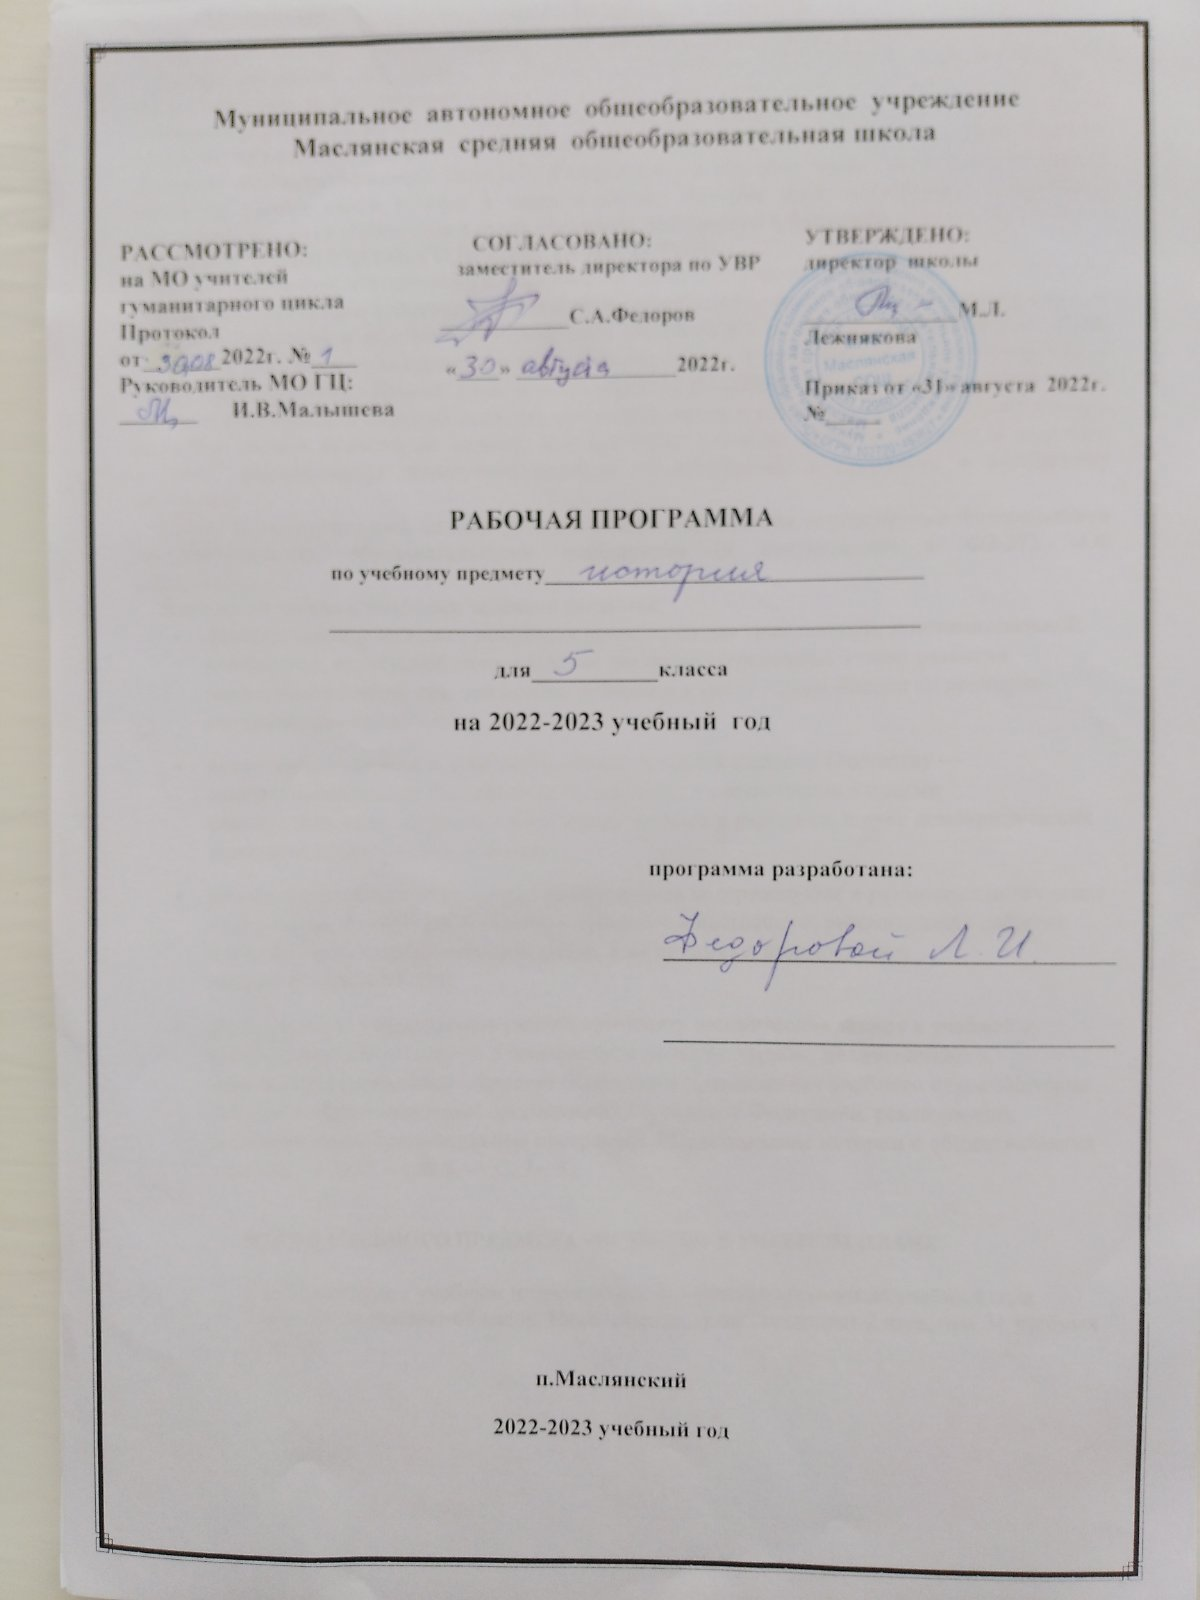 Муниципальное автономное общеобразовательное учреждение
Маслянская средняя общеобразовательная школа
РАССМОТРЕНО:
на МО учителей
гуманитарного цикла
Протокол
от 30.08 2022г. № 1
Руководитель МО ГЦ:
И.В.Малышева
СОГЛАСОВАНО:
заместитель директора по УВР
С.А.Федоров
«30» августа 2022г.
УТВЕРЖДЕНО:
директор школы
М.Л.
Лежнякова
Приказ от «31» августа 2022г.
№
Маслянская
СОШ
РАБОЧАЯ ПРОГРАММА
по учебному предмету история
для 5 класса
на 2022-2023 учебный год
программа разработана:
Федоровой Л.И.
п.Маслянский
2022-2023 учебный год